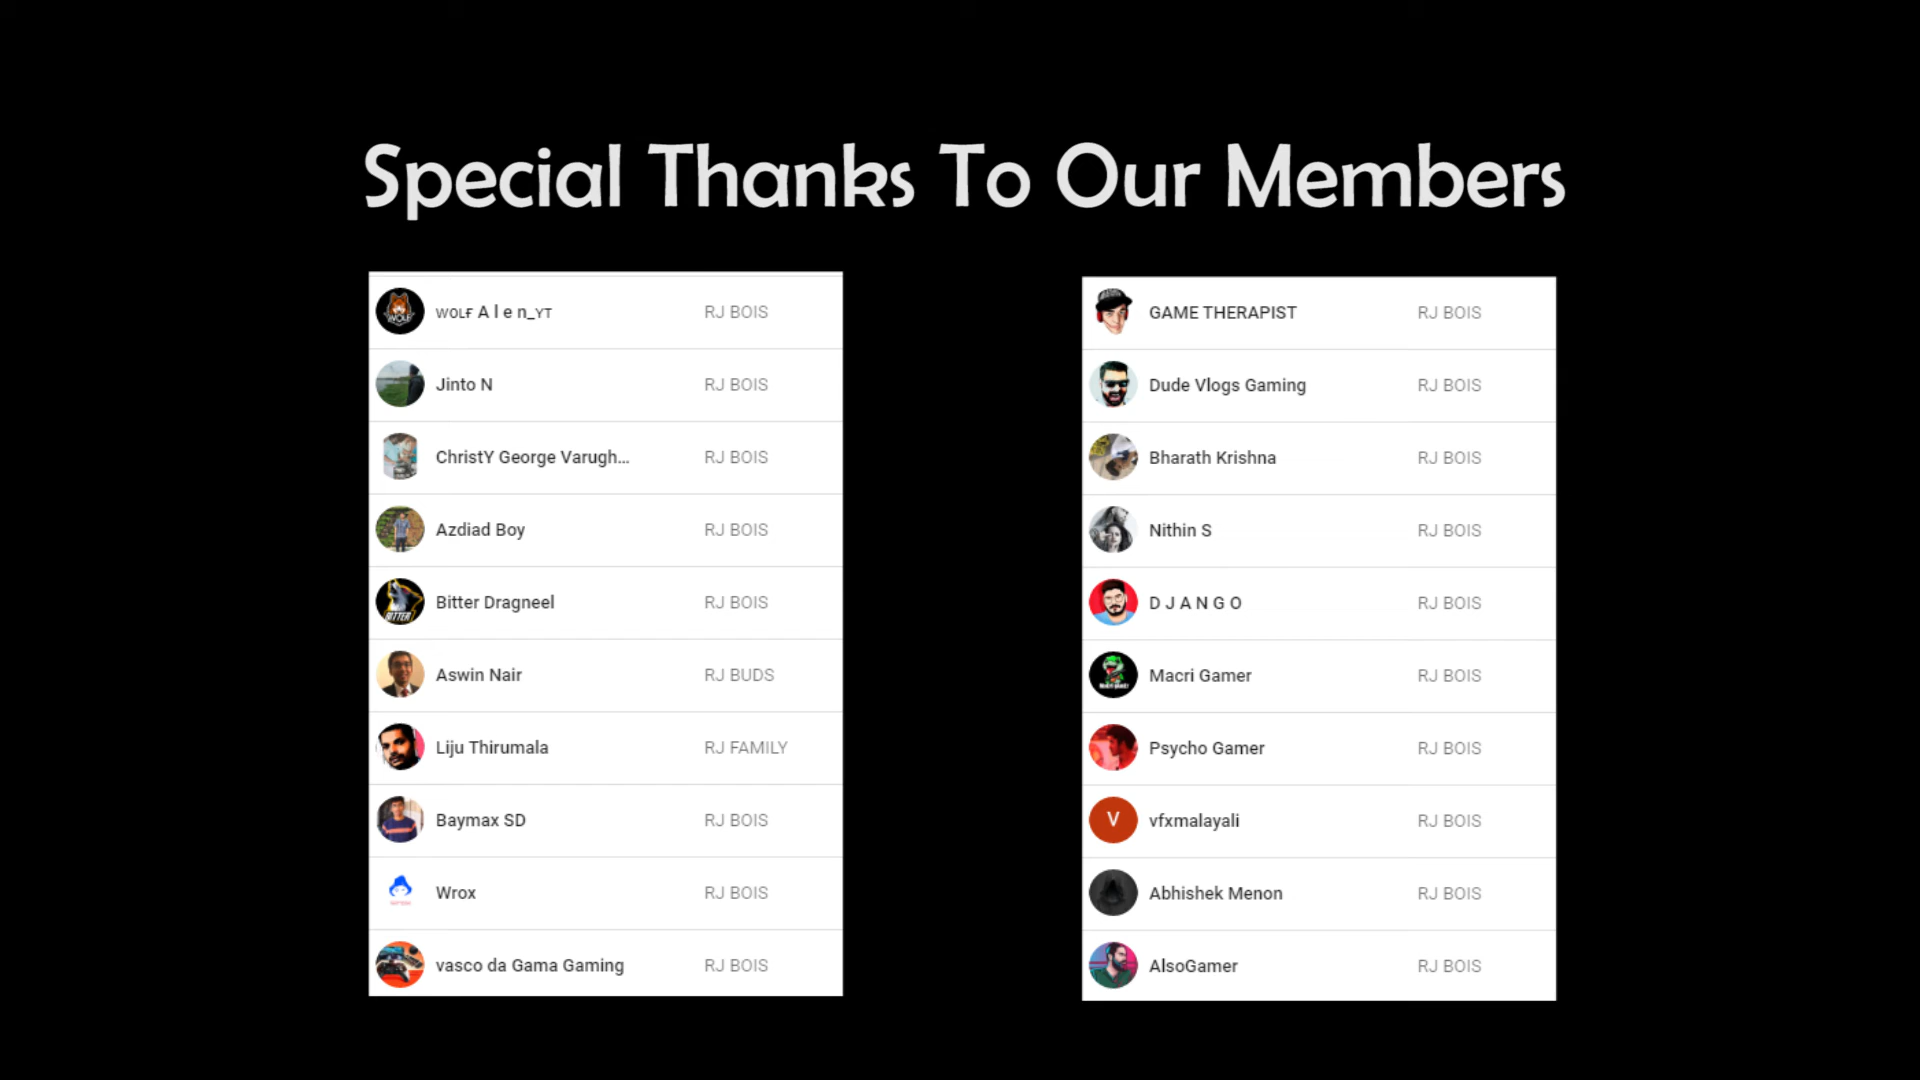 Special Thanks To Our Members
ᴡᴏʟꜰ A l e n_ʏᴛ RJ BOIS
Jinto N RJ BOIS
ChristY George Varugh... RJ BOIS
Azdiad Boy RJ BOIS
Bitter Dragneel RJ BOIS
Aswin Nair RJ BUDS
Liju Thirumala RJ FAMILY
Baymax SD RJ BOIS
Wrox RJ BOIS
vasco da Gama Gaming RJ BOIS
GAME THERAPIST RJ BOIS
Dude Vlogs Gaming RJ BOIS
Bharath Krishna RJ BOIS
Nithin S RJ BOIS
D J A N G O RJ BOIS
Macri Gamer RJ BOIS
Psycho Gamer RJ BOIS
V vfxmalayali RJ BOIS
Abhishek Menon RJ BOIS
AlsoGamer RJ BOIS